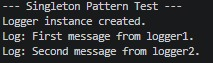 --- Singleton Pattern Test ---
Logger instance created.
Log: First message from logger1.
Log: Second message from logger2.